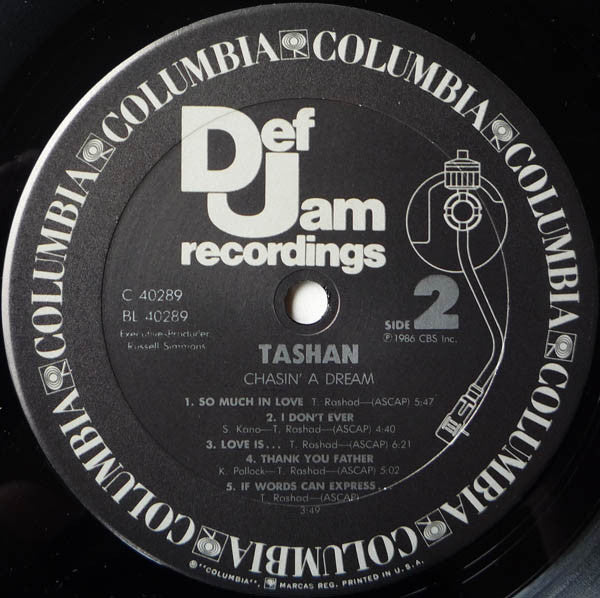 COLUMBIA COLUMBIA COLUMBIA COLUMBIA COLUMBIA COLUMBIA COLUMBIA COLUMBIA
Def
Jam
recordings
C 40289
BL 40289
Executive-Producer
Russell Simmons
SIDE 2
℗1986 CBS Inc.
TASHAN
CHASIN' A DREAM
1. SO MUCH IN LOVE T. Rashad—(ASCAP) 5:47
2. I DON'T EVER
S. Kano—T. Rashad—(ASCAP) 4:40
3. LOVE IS... T. Rashad—(ASCAP) 6:21
4. THANK YOU FATHER
K. Pollock—T. Rashad—(ASCAP) 5:02
5. IF WORDS CAN EXPRESS...
T. Rashad—(ASCAP)
3:49
® "COLUMBIA", MARCAS REG. PRINTED IN U.S.A.